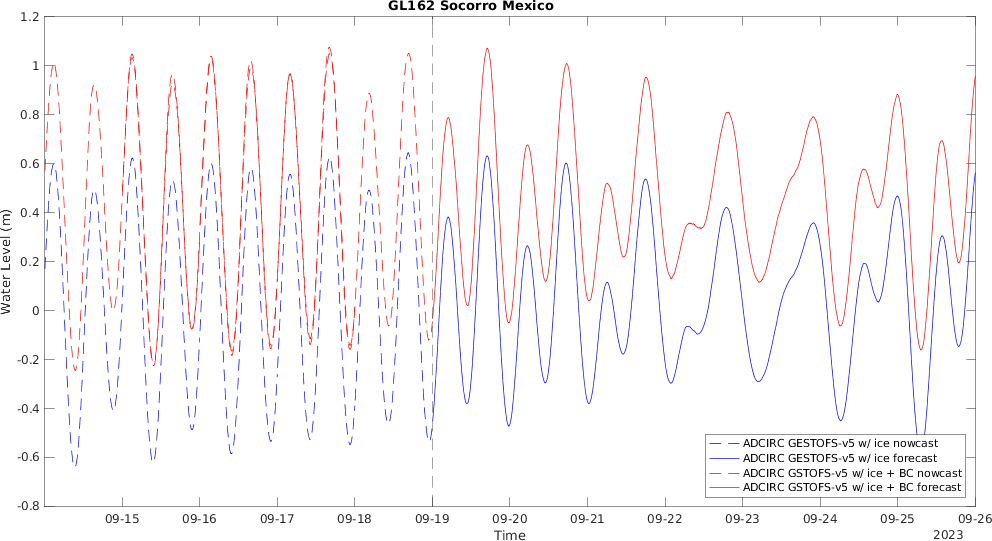 GL162 Socorro Mexico
1.2
1
0.8
0.6
0.4
0.2
0
-0.2
-0.4
-0.6
-0.8
Water Level (m)
ADCIRC GESTOFS-v5 w/ ice nowcast
ADCIRC GESTOFS-v5 w/ ice forecast
ADCIRC GSTOFS-v5 w/ ice + BC nowcast
ADCIRC GSTOFS-v5 w/ ice + BC forecast
09-15 09-16 09-17 09-18 09-19 09-20 09-21 09-22 09-23 09-24 09-25 09-26
Time
2023